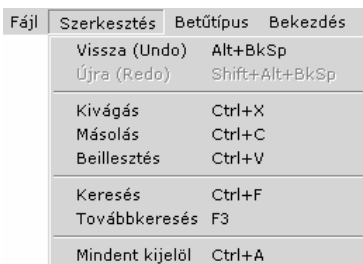 Fájl Szerkesztés Betűtípus Bekezdés
Vissza (Undo) Alt+BkSp
Újra (Redo) Shift+Alt+BkSp
Kivágás Ctrl+X
Másolás Ctrl+C
Beillesztés Ctrl+V
Keresés Ctrl+F
Továbbkeresés F3
Mindent kijelöl Ctrl+A